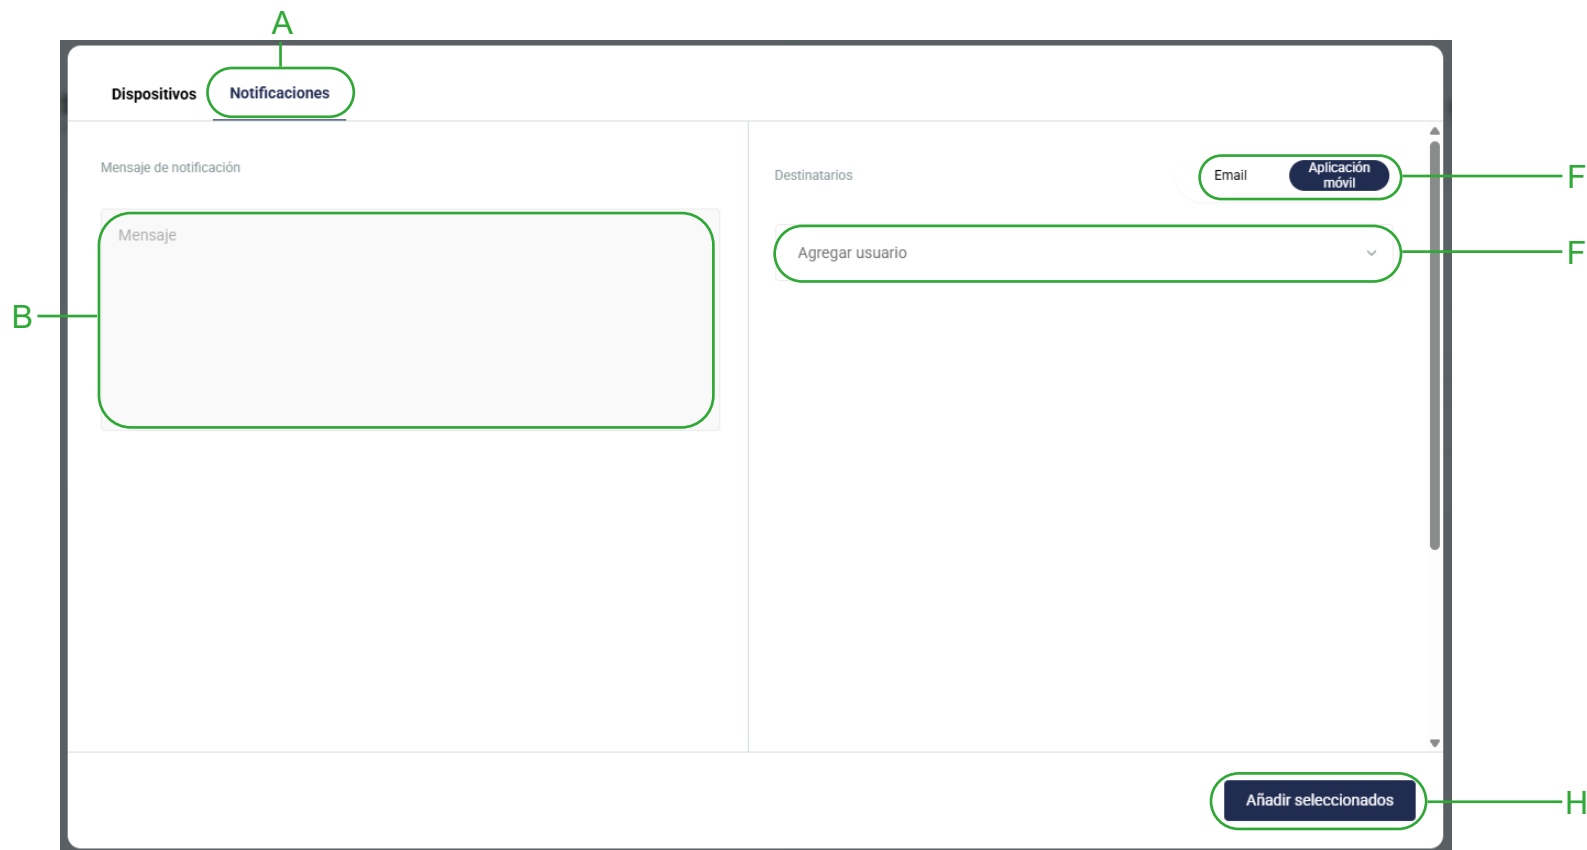 A
Dispositivos
Notificaciones
Mensaje de notificación
Mensaje
B
Destinatarios
Email
Aplicación
móvil
F
Agregar usuario
F
Añadir seleccionados
H